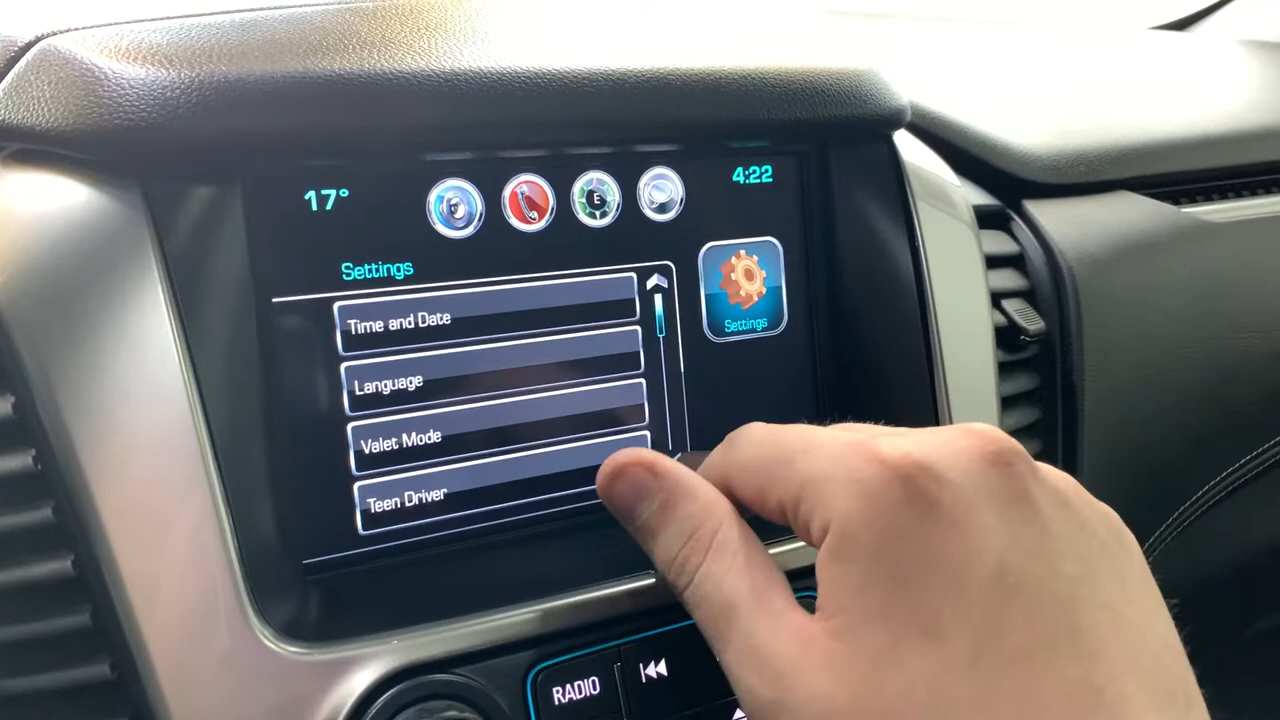 17°
E
4:22
Settings
Settings
Time and Date
Language
Valet Mode
Teen Driver
RADIO